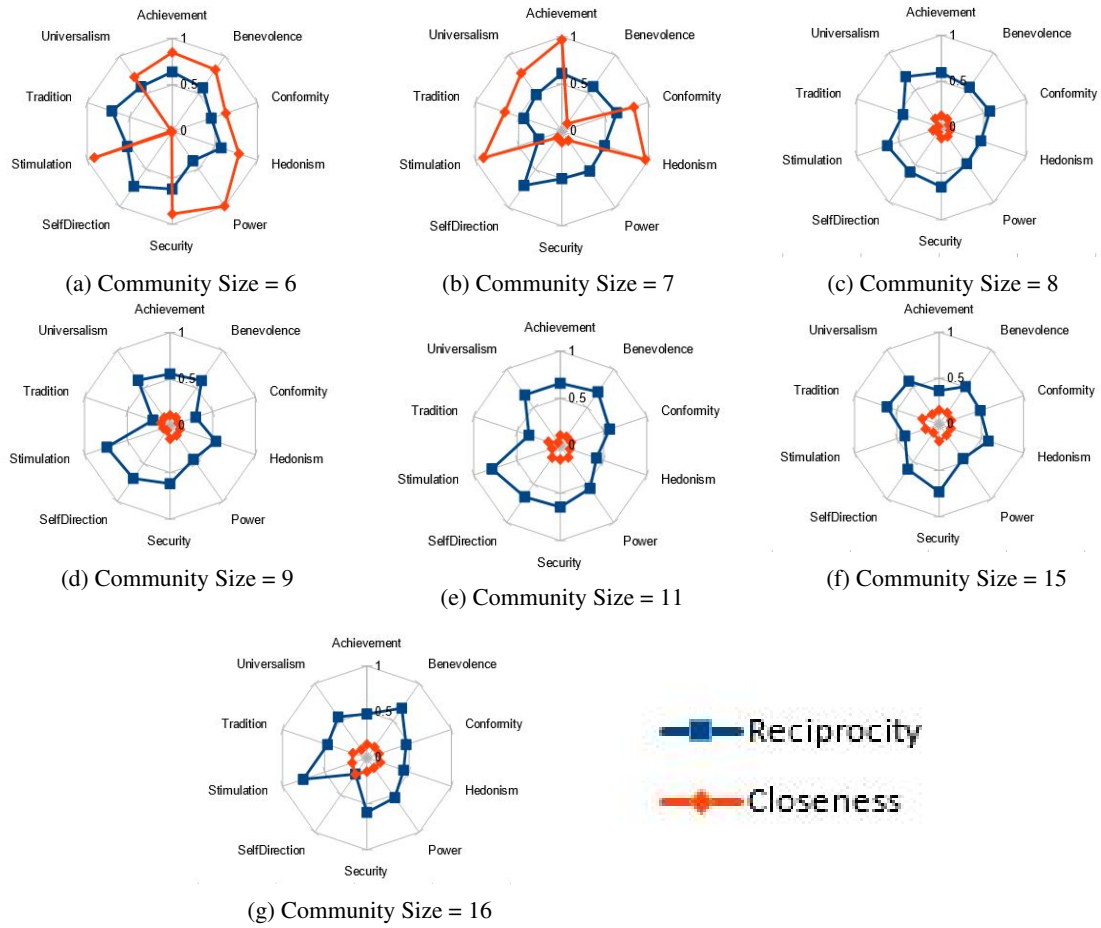 Achievement
1
Universalism
Benevolence
0.5
Tradition
Conformity
0
Stimulation
Hedonism
SelfDirection
Power
Security
(a) Community Size = 6
Achievement
1
Universalism
Benevolence
0.5
Tradition
Conformity
0
Stimulation
Hedonism
SelfDirection
Power
Security
(b) Community Size = 7
Achievement
1
Universalism
Benevolence
0.5
Tradition
Conformity
0
Stimulation
Hedonism
SelfDirection
Power
Security
(c) Community Size = 8
Achievement
1
Universalism
Benevolence
0.5
Tradition
Conformity
0
Stimulation
Hedonism
SelfDirection
Power
Security
(d) Community Size = 9
Achievement
1
Universalism
Benevolence
0.5
Tradition
Conformity
0
Stimulation
Hedonism
SelfDirection
Power
Security
(e) Community Size = 11
Achievement
1
Universalism
Benevolence
0.5
Tradition
Conformity
0
Stimulation
Hedonism
SelfDirection
Power
Security
(f) Community Size = 15
Achievement
1
Universalism
Benevolence
0.5
Tradition
Conformity
0
Stimulation
Hedonism
SelfDirection
Power
Security
(g) Community Size = 16
Reciprocity
Closeness